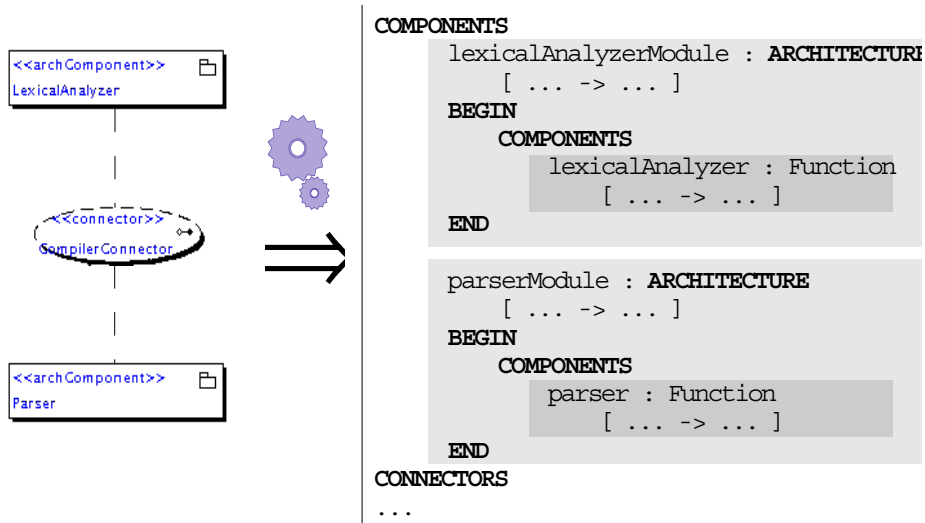 <<archComponent>>
LexicalAnalyzer
<<connector>>
CompilerConnector
<<archComponent>>
Parser
COMPONENTS
lexicalAnalyzerModule : ARCHITECTURE
[ ... -> ... ]
BEGIN
COMPONENTS
lexicalAnalyzer : Function
[ ... -> ... ]
END
parserModule : ARCHITECTURE
[ ... -> ... ]
BEGIN
COMPONENTS
parser : Function
[ ... -> ... ]
END
CONNECTORS
...